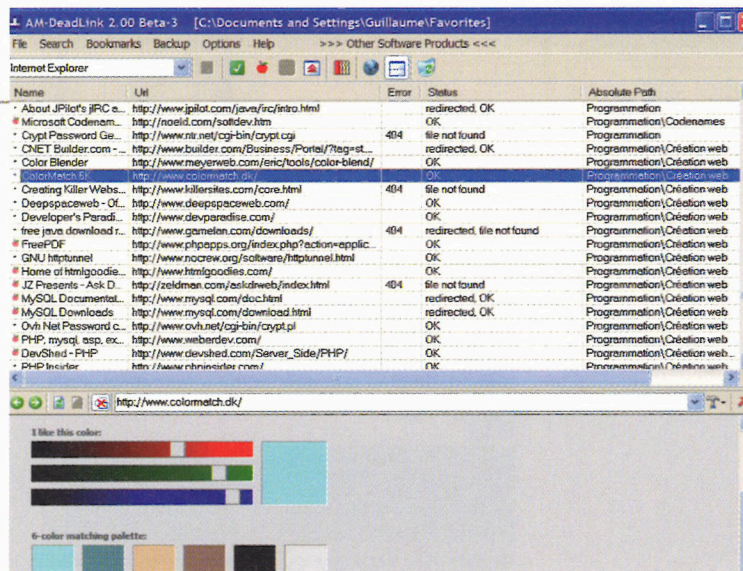 AM-DeadLink 2.00 Beta-3 [C:\Documents and Settings\Guillaume\Favorites]
File Search Bookmarks Backup Options Help >>> Other Software Products <<<
Internet Explorer
Name Url Error Status Absolute Path
About JPilot's jIRC a... http://www.jpilot.com/java/irc/intro.html redirected, OK Programmation
Microsoft Codenam... http://noeld.com/softdev.htm OK Programmation\Codenames
Crypt Password Ge... http://www.ntr.net/cgi-bin/crypt.cgi 404 file not found Programmation
CNET Builder.com - ... http://www.builder.com/Business/Portal/?tag=st... redirected, OK Programmation\Création web
Color Blender http://www.meyerweb.com/eric/tools/color-blend/ OK Programmation\Création web
ColorMatch 5K http://www.colormatch.dk/ OK Programmation\Création web
Creating Killer Webs... http://www.killersites.com/core.html 404 file not found Programmation\Création web
Deepspaceweb - Of... http://www.deepspaceweb.com/ OK Programmation\Création web
Developer's Paradi... http://www.devparadise.com/ OK Programmation\Création web
free java download r... http://www.gamelan.com/downloads/ 404 redirected, file not found Programmation\Création web
FreePDF http://www.phpapps.org/index.php?action=applic... OK Programmation\Création web
GNU httptunnel http://www.nocrew.org/software/httptunnel.html OK Programmation\Création web
Home of htmlgoodie... http://www.htmlgoodies.com/ OK Programmation\Création web
JZ Presents - Ask D... http://zeldman.com/askdrweb/index.html 404 file not found Programmation\Création web
MySQL Documentat... http://www.mysql.com/doc.html redirected, OK Programmation\Création web
MySQL Downloads http://www.mysql.com/download.html redirected, OK Programmation\Création web
Ovh Net Password c... http://www.ovh.net/cgi-bin/crypt.pl OK Programmation\Création web
PHP, mysql, asp, ex... http://www.weberdev.com/ OK Programmation\Création web
DevShed - PHP http://www.devshed.com/Server_Side/PHP/ OK Programmation\Création web...
PHP Insider http://www.phpinsider.com/ OK Programmation\Création web
http://www.colormatch.dk/
I like this color:
6-color matching palette: